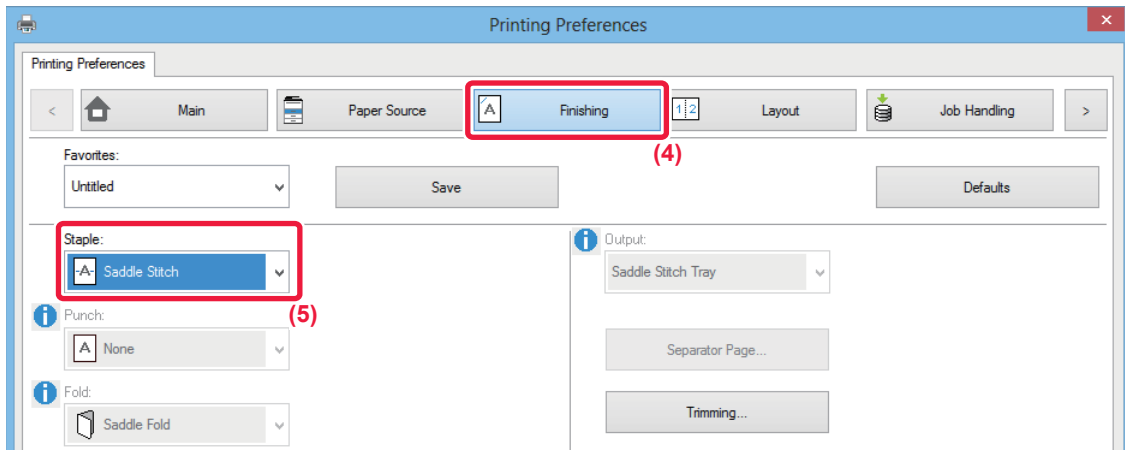 Printing Preferences
Printing Preferences
< Main Paper Source A Finishing 1 2 Layout Job Handling >
(4)
Favorites:
Untitled Save Defaults
Staple: Output:
-A- Saddle Stitch Saddle Stitch Tray
(5)
Punch:
A None Separator Page...
Fold:
Saddle Fold Trimming...